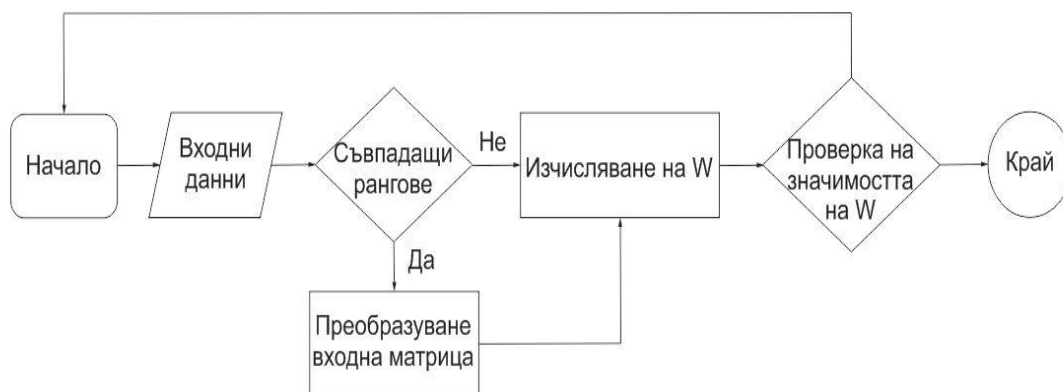 Начало
Входни
данни
Съвпадащи
рангове
Не
Да
Преобразуване
входна матрица
Изчисляване на W
Проверка на
значимостта
на W
Край